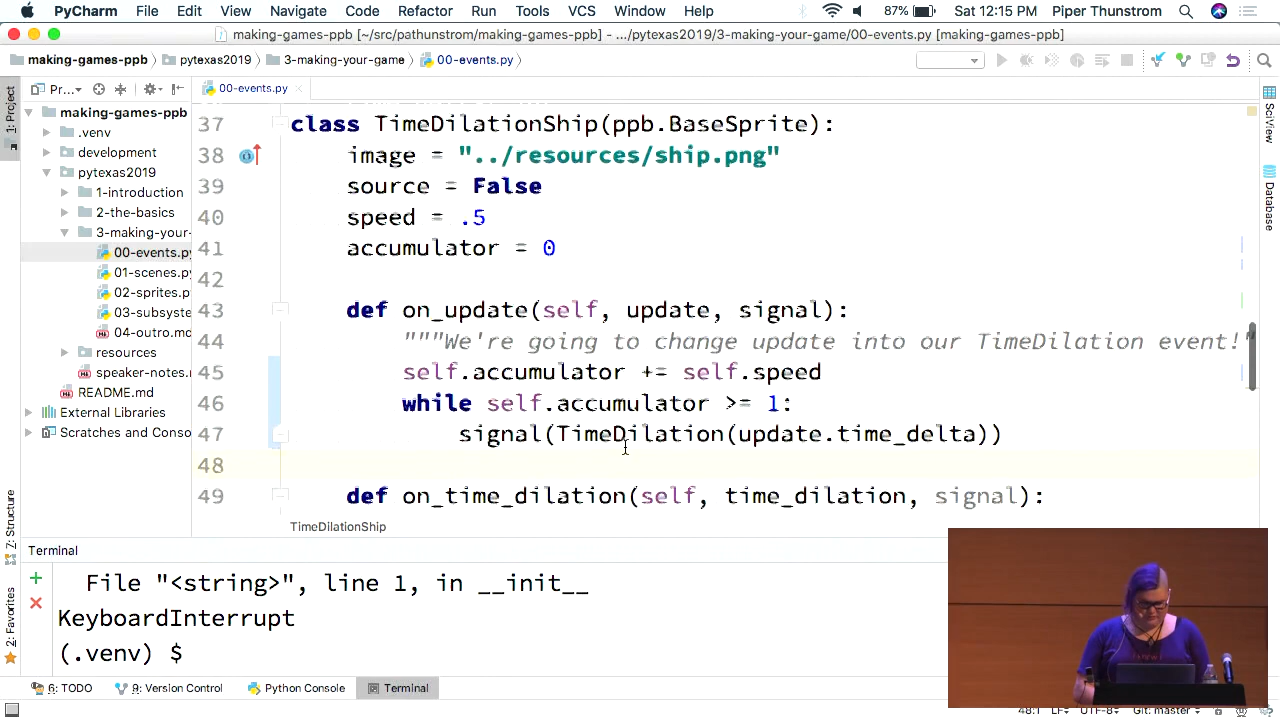 PyCharm File Edit View Navigate Code Refactor Run Tools VCS Window Help 87% Sat 12:15 PM Piper Thunstrom
making-games-ppb [~/src/pathunstrom/making-games-ppb] - .../pytexas2019/3-making-your-game/00-events.py [making-games-ppb]
making-games-ppb pytexas2019 3-making-your-game 00-events.py
1: Project
Pr...
00-events.py
making-games-ppb
.venv
development
pytexas2019
1-introduction
2-the-basics
3-making-your-
00-events.py
01-scenes.py
02-sprites.p
03-subsyste
04-outro.md
resources
speaker-notes.
README.md
External Libraries
Scratches and Conso
37 class TimeDilationShip(ppb.BaseSprite):
38 image = "../resources/ship.png"
39 source = False
40 speed = .5
41 accumulator = 0
42
43 def on_update(self, update, signal):
44 """We're going to change update into our TimeDilation event!"
45 self.accumulator += self.speed
46 while self.accumulator >= 1:
47 signal(TimeDilation(update.time_delta))
48
49 def on_time_dilation(self, time_dilation, signal):
TimeDilationShip
SciView
Database
Z: Structure
2: Favorites
Terminal
File "<string>", line 1, in __init__
KeyboardInterrupt
(.venv) $
6: TODO 9: Version Control Python Console Terminal
48:1 LF UTF-8 Git: master